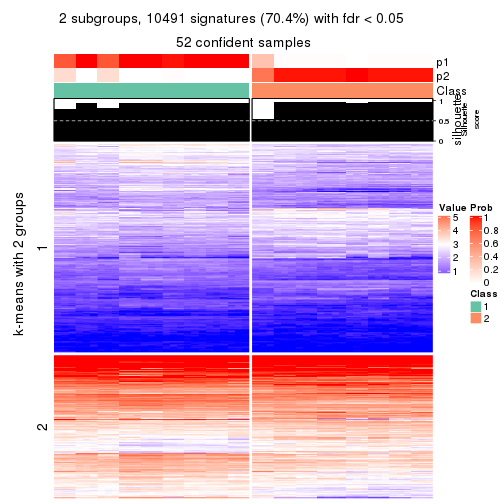 2 subgroups, 10491 signatures (70.4%) with fdr < 0.05
52 confident samples
p1
p2
Class
silhouette
1
0.5
0
Silhouette
score
k-means with 2 groups
1
2
Value
5
4
3
2
1
Prob
1
0.8
0.6
0.4
0.2
0
Class
1
2